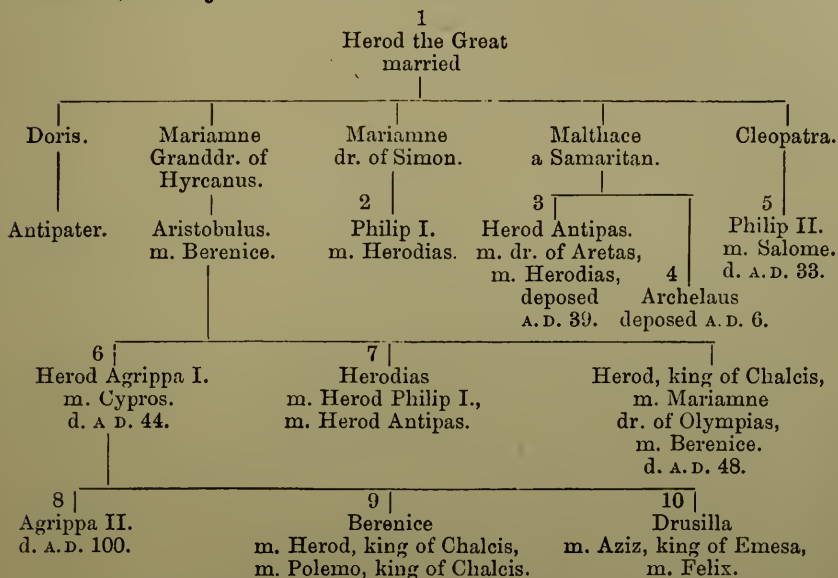 1
Herod the Great
married
Doris. Mariamne Mariamne Malthace Cleopatra.
Granddr. of dr. of Simon. a Samaritan.
Hyrcanus.
2 3 5
Antipater. Aristobulus. Philip I. Herod Antipas. Philip II.
m. Berenice. m. Herodias. m. dr. of Aretas, m. Salome.
m. Herodias, 4 d. A.D. 33.
deposed Archelaus
A.D. 39. deposed A.D. 6.
6 7
Herod Agrippa I. Herodias Herod, king of Chalcis,
m. Cypros. m. Herod Philip I., m. Mariamne
d. A D. 44. m. Herod Antipas. dr. of Olympias,
m. Berenice.
d. A.D. 48.
8 9 10
Agrippa II. Berenice Drusilla
d. A.D. 100. m. Herod, king of Chalcis, m. Aziz, king of Emesa,
m. Polemo, king of Chalcis. m. Felix.